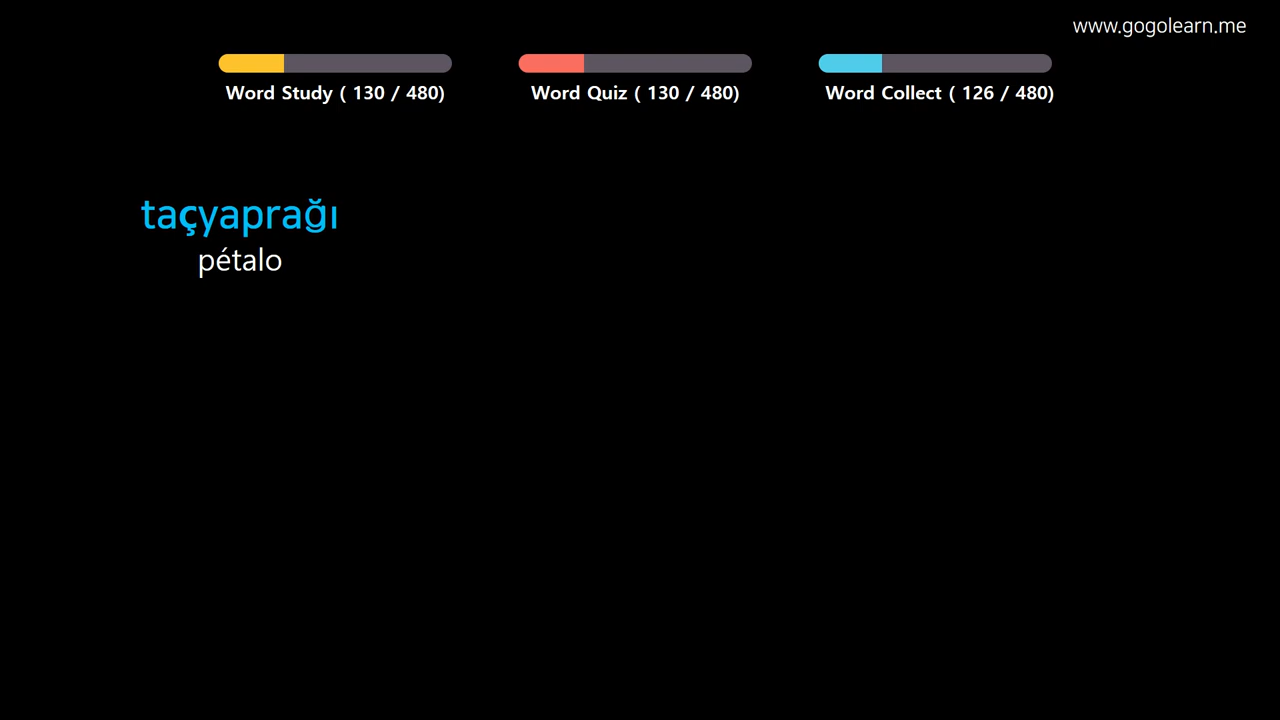 www.gogolearn.me
Word Study ( 130 / 480)
Word Quiz ( 130 / 480)
Word Collect ( 126 / 480)
taçyaprağı
pétalo